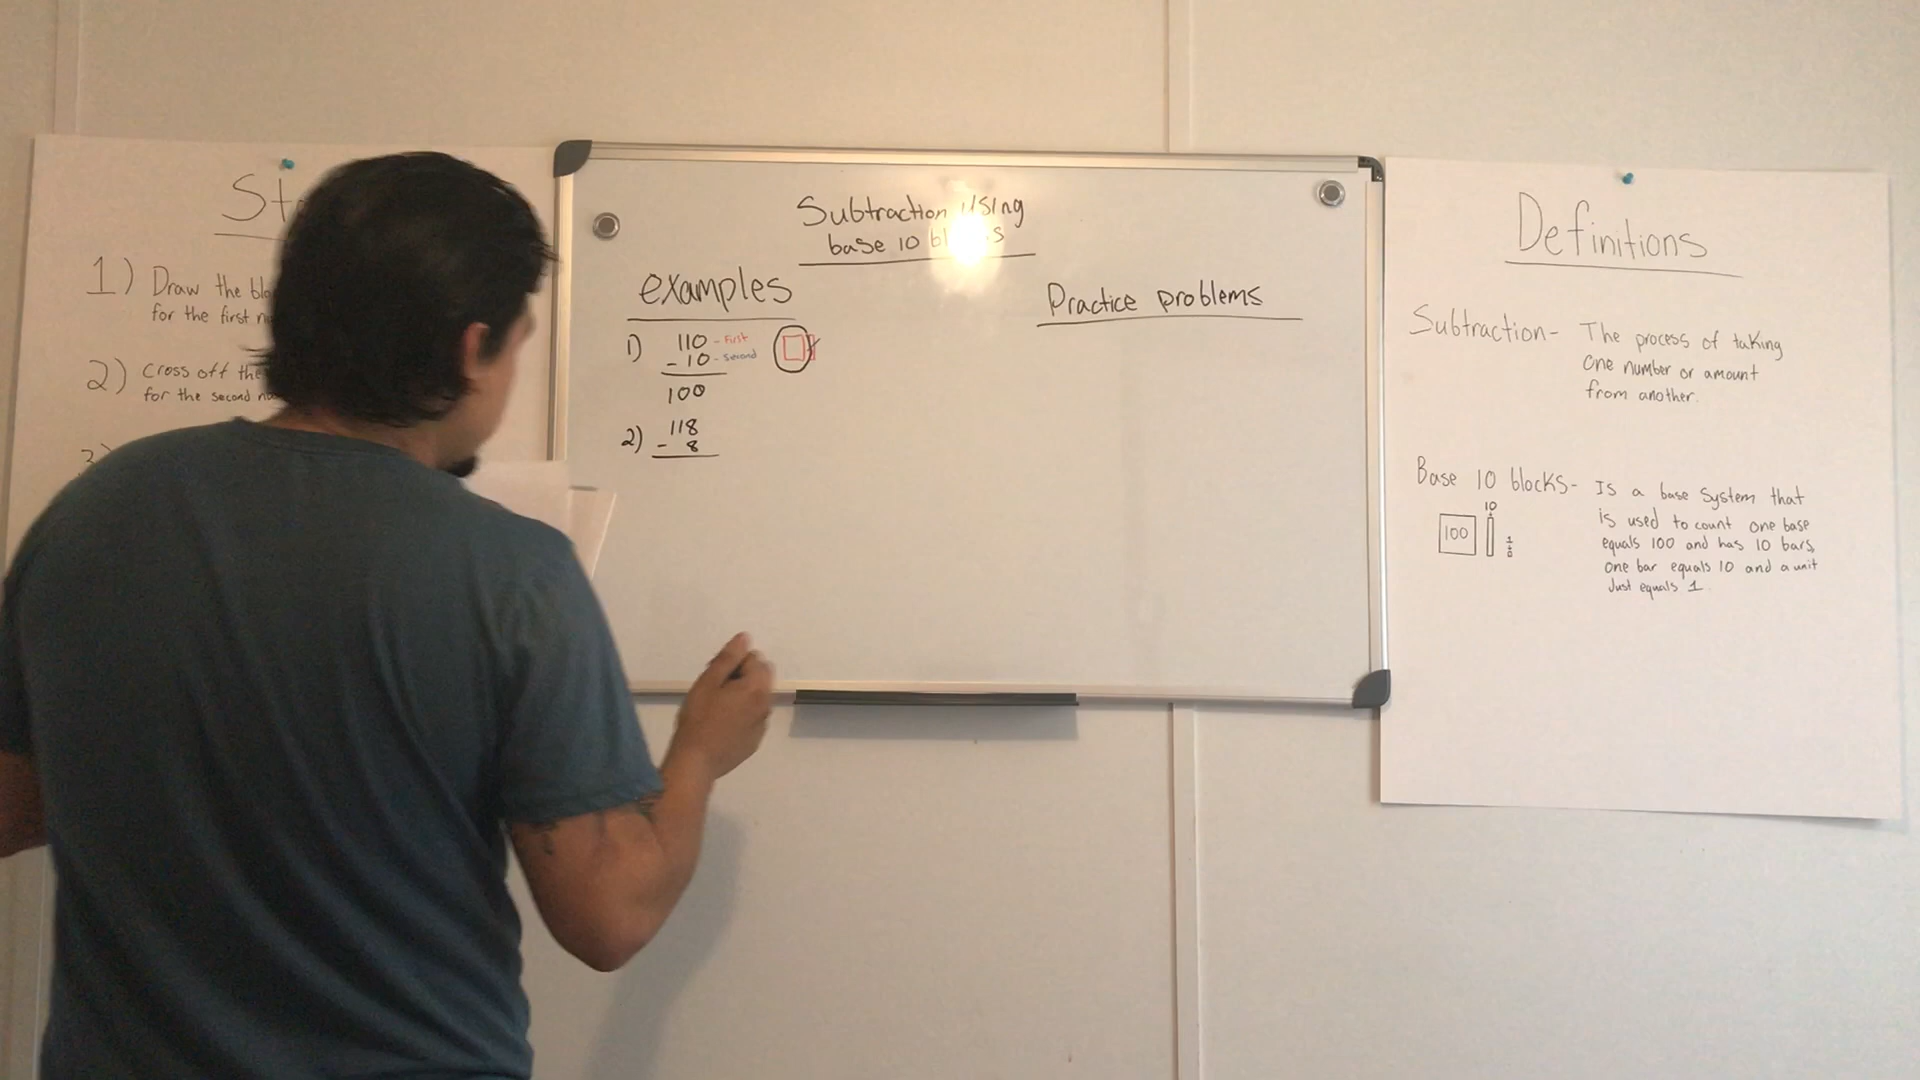 1) Draw the
for the first
2) Cross off the
for the second
3)
Subtraction Using
base 10
examples
1) 110 - First
- 10 - Second
100
2) 118
- 8
Practice problems
Definitions
Subtraction- The process of taking
One number or amount
from another.
Base 10 blocks- Is a base System that
is used to count one base
equals 100 and has 10 bars,
one bar equals 10 and a unit
Just equals 1.
100
10
1